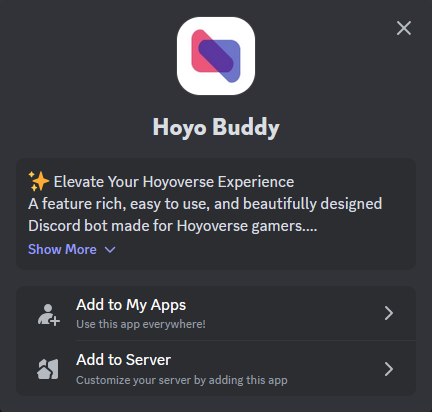 Hoyo Buddy
✨ Elevate Your Hoyoverse Experience
A feature rich, easy to use, and beautifully designed
Discord bot made for Hoyoverse gamers....
Show More
Add to My Apps
Use this app everywhere!
Add to Server
Customize your server by adding this app